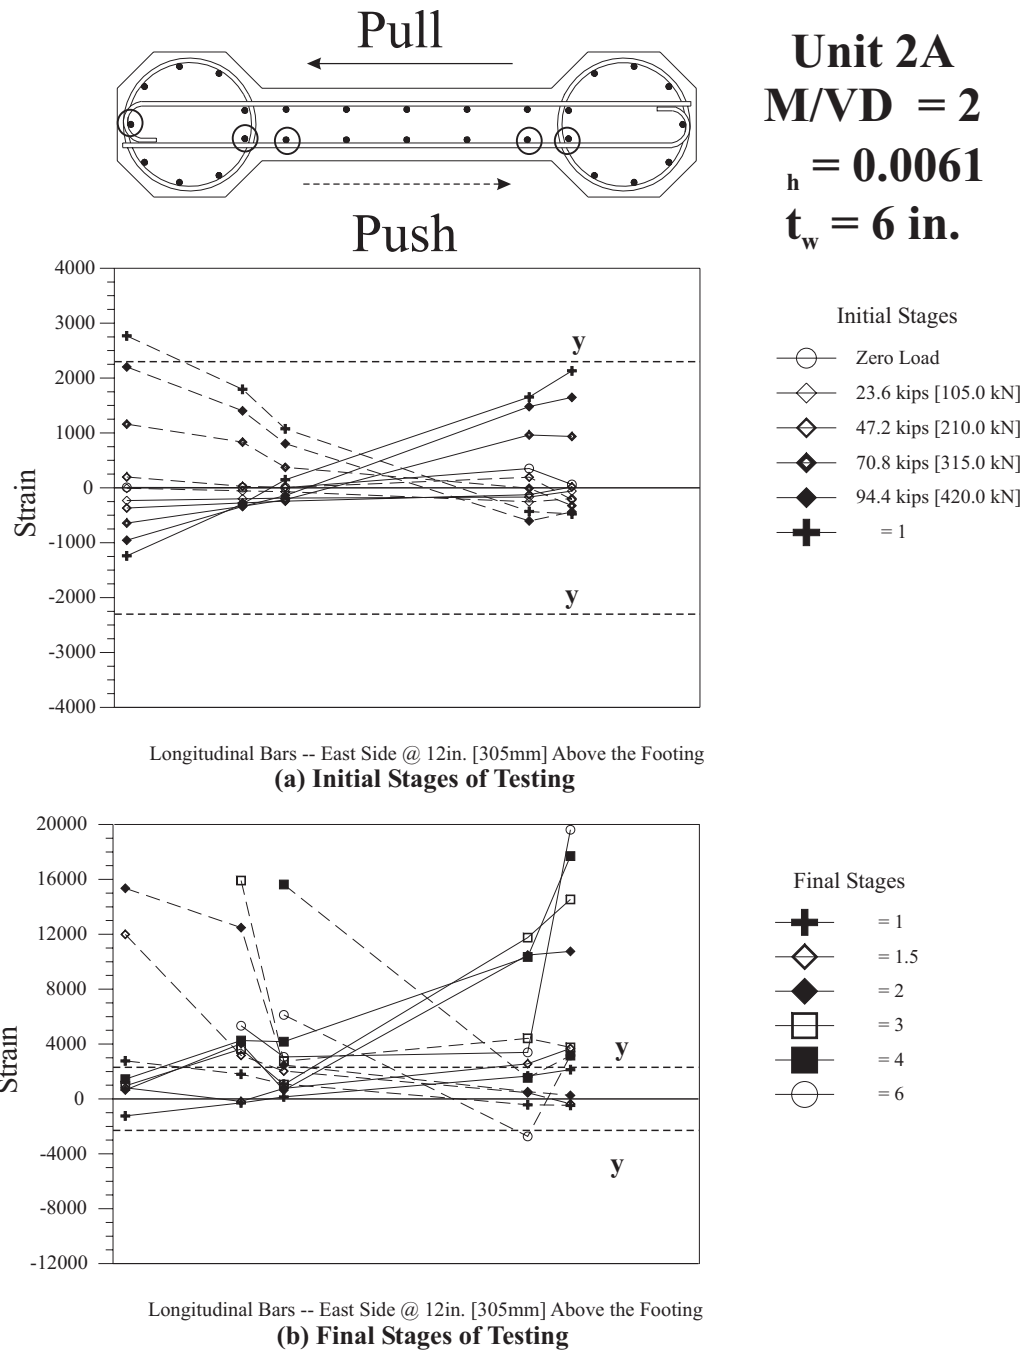 Pull
Push
Unit 2A
M/VD = 2
h = 0.0061
tw = 6 in.
4000
3000
2000
1000
0
-1000
-2000
-3000
-4000
Strain
y
y
Initial Stages
Zero Load
23.6 kips [105.0 kN]
47.2 kips [210.0 kN]
70.8 kips [315.0 kN]
94.4 kips [420.0 kN]
= 1
Longitudinal Bars -- East Side @ 12in. [305mm] Above the Footing
(a) Initial Stages of Testing
20000
16000
12000
8000
4000
0
-4000
-8000
-12000
Strain
y
y
Final Stages
= 1
= 1.5
= 2
= 3
= 4
= 6
Longitudinal Bars -- East Side @ 12in. [305mm] Above the Footing
(b) Final Stages of Testing